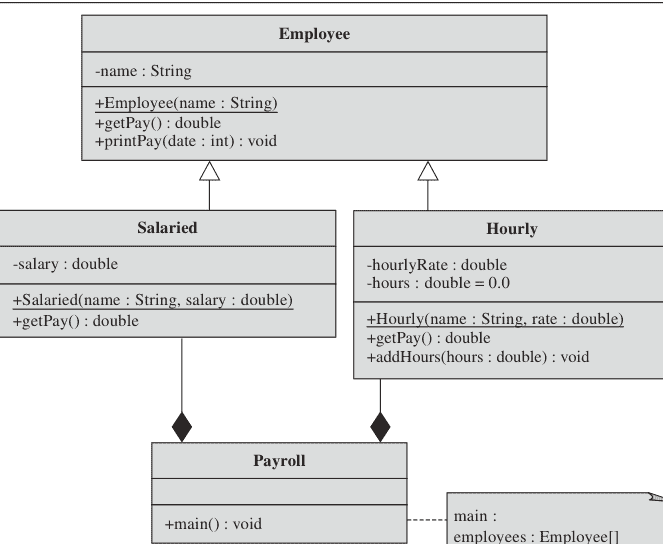 Employee
-name : String
+Employee(name : String)
+getPay() : double
+printPay(date : int) : void
Salaried
-salary : double
+Salaried(name : String, salary : double)
+getPay() : double
Hourly
-hourlyRate : double
-hours : double = 0.0
+Hourly(name : String, rate : double)
+getPay() : double
+addHours(hours : double) : void
Payroll
+main() : void
main :
employees : Employee[]